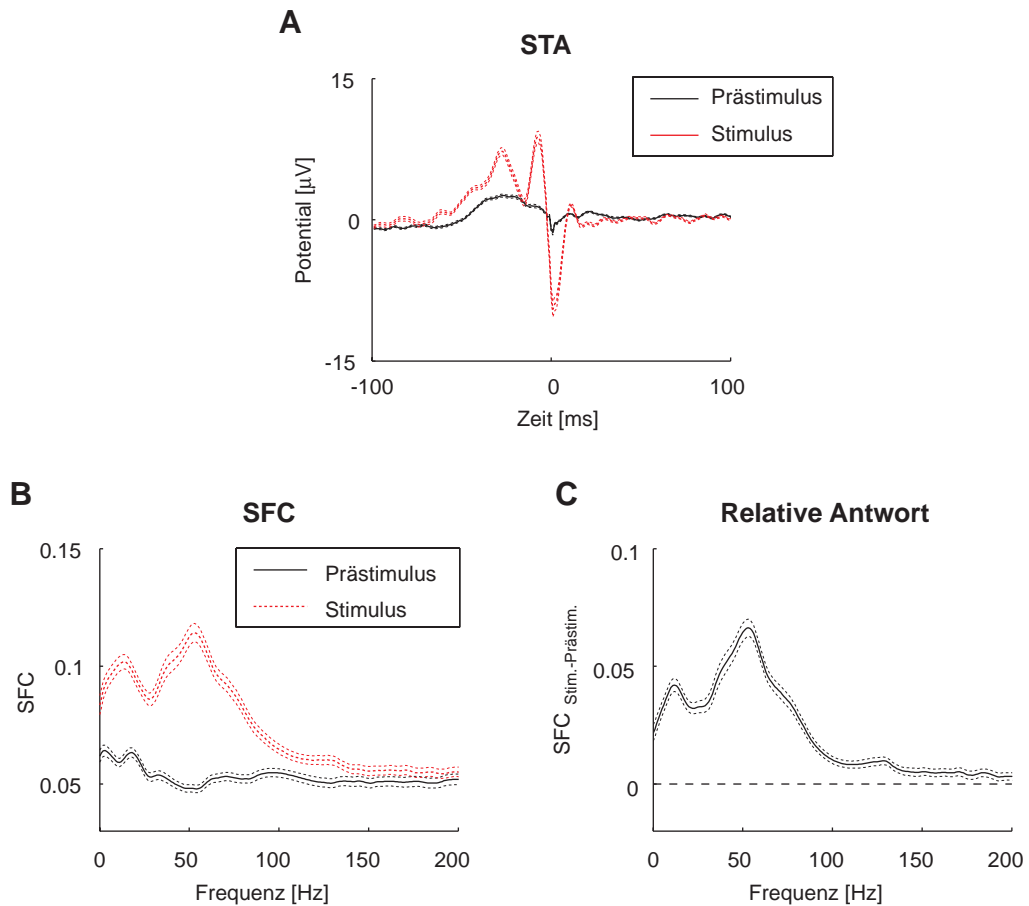 A
STA
15
0
-15
Potential [µV]
-100
0
100
Zeit [ms]
Prästimulus
Stimulus
B
SFC
0.15
0.1
0.05
SFC
0
50
100
150
200
Frequenz [Hz]
Prästimulus
Stimulus
C
Relative Antwort
0.1
0.05
0
SFC Stim.-Prästim.
0
50
100
150
200
Frequenz [Hz]